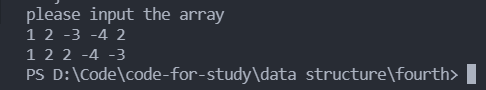 please input the array
1 2 -3 -4 2
1 2 2 -4 -3
PS D:\Code\code-for-study\data structure\fourth>